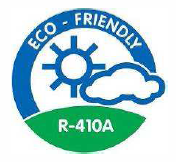 ECO - FRIENDLY
R-410A